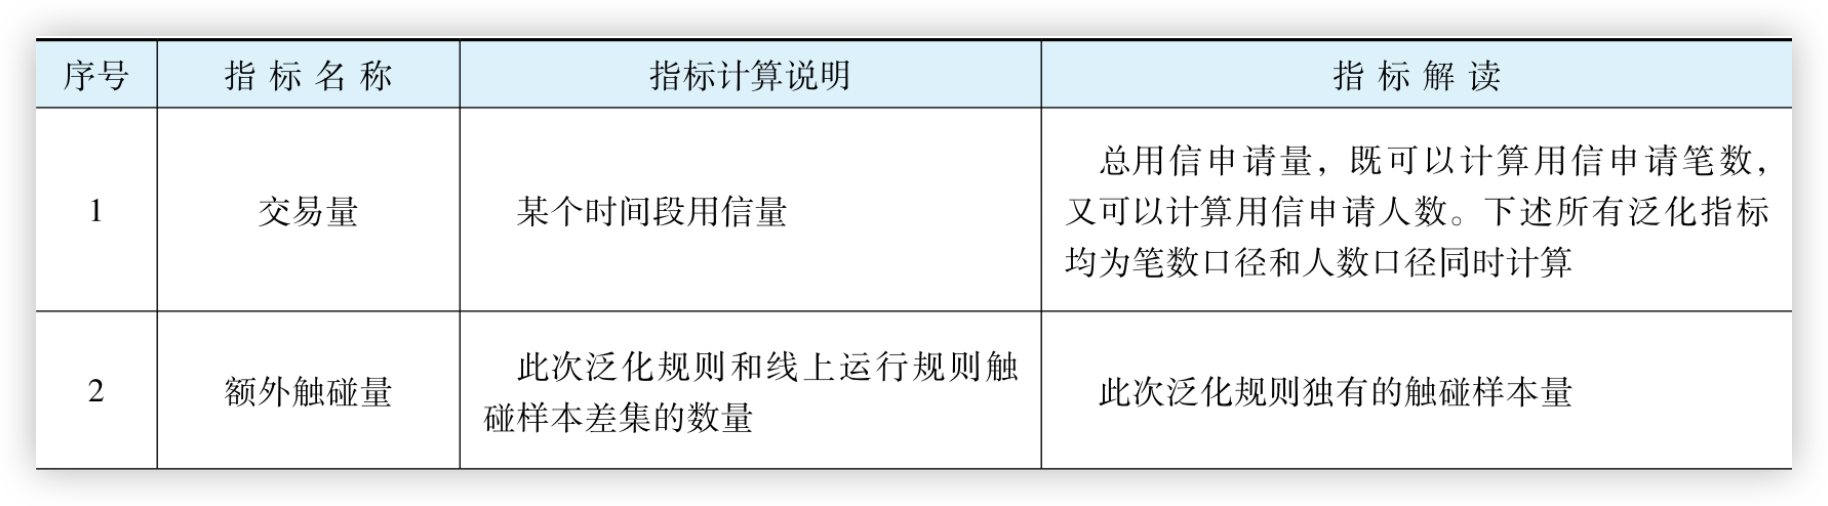 序号 指标名称 指标计算说明 指标解读
总用信申请量，既可以计算用信申请笔数，
1 交易量 某个时间段用信量 又可以计算用信申请人数。下述所有泛化指标
均为笔数口径和人数口径同时计算
此次泛化规则和线上运行规则触
2 额外触碰量 此次泛化规则独有的触碰样本量
碰样本差集的数量